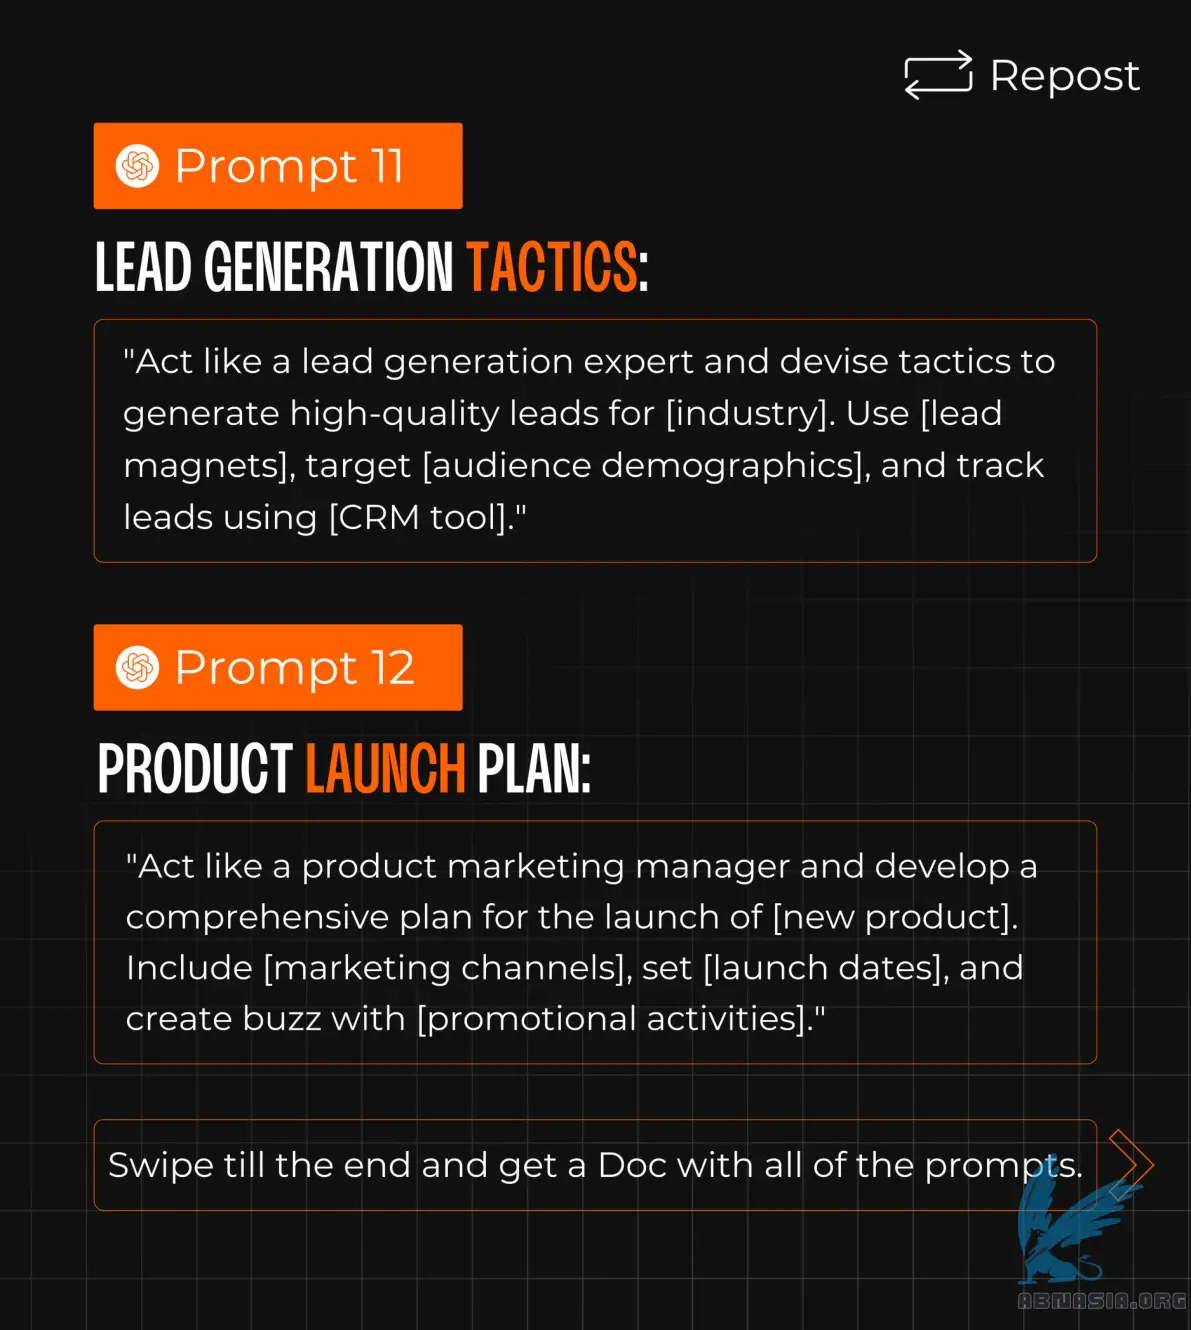 Repost
Prompt 11
LEAD GENERATION TACTICS:
"Act like a lead generation expert and devise tactics to
generate high-quality leads for [industry]. Use [lead
magnets], target [audience demographics], and track
leads using [CRM tool]."
Prompt 12
PRODUCT LAUNCH PLAN:
"Act like a product marketing manager and develop a
comprehensive plan for the launch of [new product].
Include [marketing channels], set [launch dates], and
create buzz with [promotional activities]."
Swipe till the end and get a Doc with all of the prompts.
ABNASIA.ORG